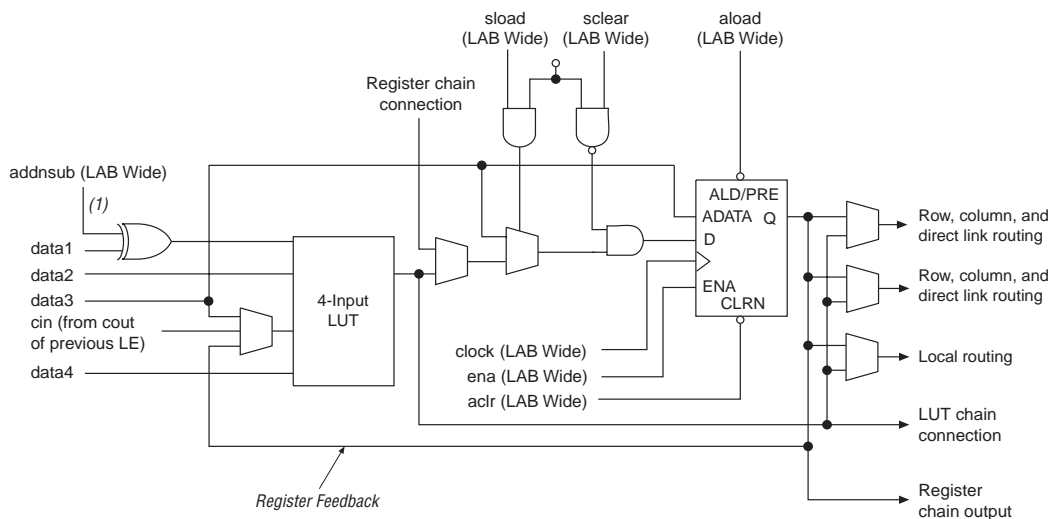 sload
(LAB Wide)
sclear
(LAB Wide)
aload
(LAB Wide)
Register chain
connection
addnsub (LAB Wide)
(1)
data1
data2
data3
cin (from cout
of previous LE)
data4
4-Input
LUT
ALD/PRE
ADATA Q
D
ENA
CLRN
clock (LAB Wide)
ena (LAB Wide)
aclr (LAB Wide)
Row, column, and
direct link routing
Row, column, and
direct link routing
Local routing
LUT chain
connection
Register
chain output
Register Feedback